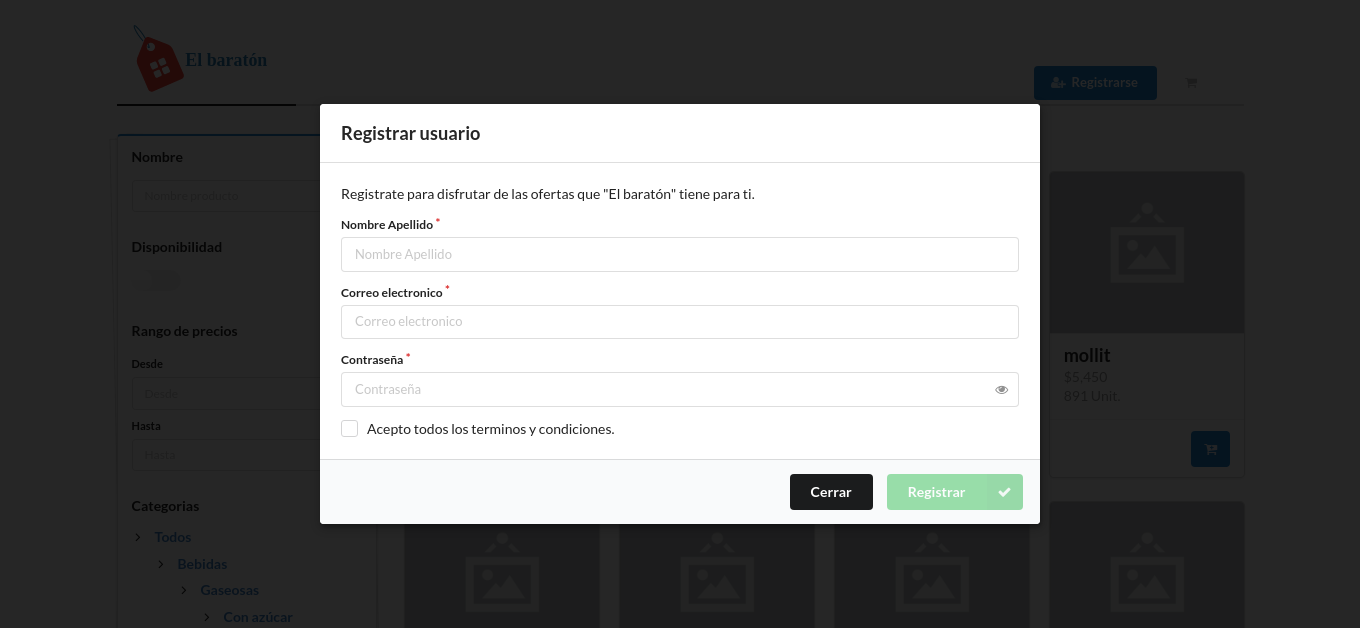 El baratón
Registrarse
Registrar usuario
Registrate para disfrutar de las ofertas que "El baratón" tiene para ti.
Nombre Apellido *
Nombre Apellido
Correo electronico *
Correo electronico
Contraseña *
Contraseña
Acepto todos los terminos y condiciones.
Cerrar
Registrar
Nombre
Nombre producto
Disponibilidad
Rango de precios
Desde
Desde
Hasta
Hasta
Categorias
Todos
Bebidas
Gaseosas
Con azúcar
mollit
$5,450
891 Unit.